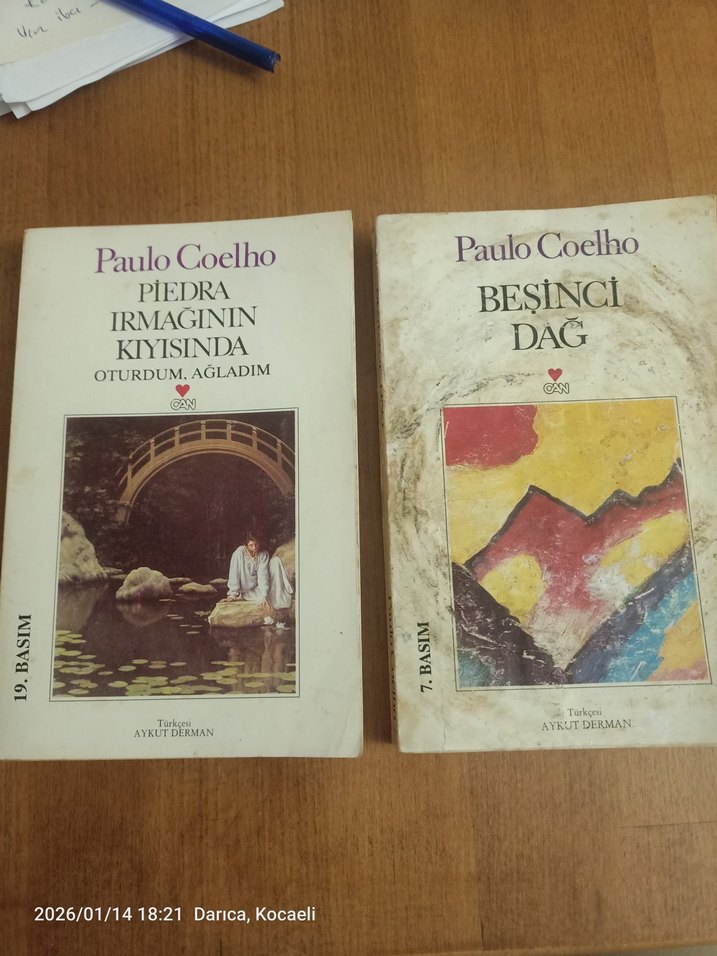 Paulo Coelho
PİEDRA
IRMAĞININ
KIYISINDA
OTURDUM, AĞLADIM
CAN
19. BASIM
Türkçesi
AYKUT DERMAN
Paulo Coelho
BEŞİNCİ
DAĞ
CAN
7. BASIM
Türkçesi
AYKUT DERMAN
2026/01/14 18:21 Darıca, Kocaeli